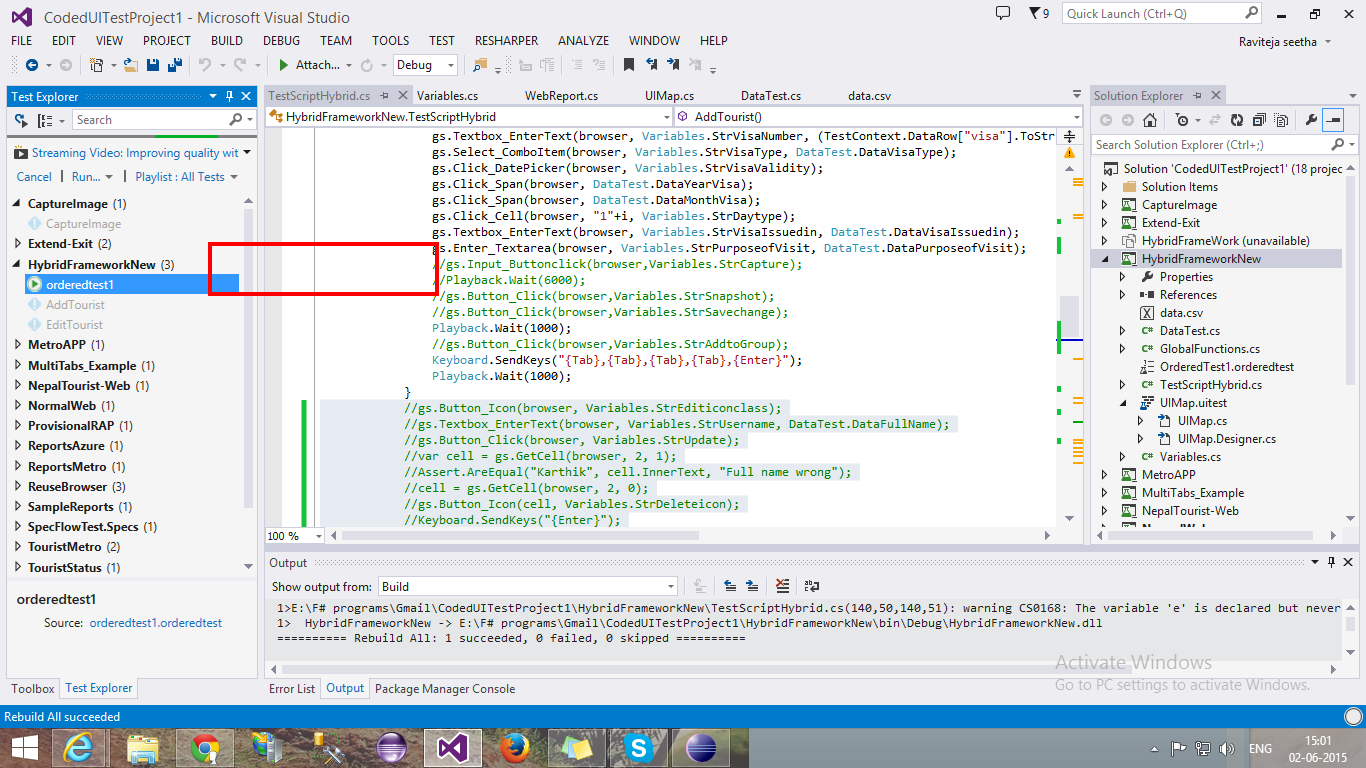 CodedUITestProject1 - Microsoft Visual Studio
9
Quick Launch (Ctrl+Q)
FILE EDIT VIEW PROJECT BUILD DEBUG TEAM TOOLS TEST RESHARPER ANALYZE WINDOW HELP
Raviteja seetha
Attach...
Debug
Test Explorer
Search
Streaming Video: Improving quality wit
Cancel | Run... | Playlist : All Tests
CaptureImage (1)
CaptureImage
Extend-Exit (2)
HybridFrameworkNew (3)
orderedtest1
AddTourist
EditTourist
MetroAPP (1)
MultiTabs_Example (1)
NepalTourist-Web (1)
NormalWeb (1)
ProvisionalRAP (1)
ReportsAzure (1)
ReportsMetro (1)
ReuseBrowser (3)
SampleReports (1)
SpecFlowTest.Specs (1)
TouristMetro (2)
TouristStatus (1)
orderedtest1
Source: orderedtest1.orderedtest
Toolbox Test Explorer
TestScriptHybrid.cs Variables.cs WebReport.cs UIMap.cs DataTest.cs data.csv
HybridFrameworkNew.TestScriptHybrid AddTourist()
gs.Textbox_EnterText(browser, Variables.StrVisaNumber, (TestContext.DataRow["visa"].ToStr
gs.Select_ComboItem(browser, Variables.StrVisaType, DataTest.DataVisaType);
gs.Click_DatePicker(browser, Variables.StrVisaValidity);
gs.Click_Span(browser, DataTest.DataYearVisa);
gs.Click_Span(browser, DataTest.DataMonthVisa);
gs.Click_Cell(browser, "1"+i, Variables.StrDaytype);
gs.Textbox_EnterText(browser, Variables.StrVisaIssuedin, DataTest.DataVisaIssuedin);
gs.Enter_Textarea(browser, Variables.StrPurposeofVisit, DataTest.DataPurposeofVisit);
//gs.Input_Buttonclick(browser,Variables.StrCapture);
//Playback.Wait(6000);
//gs.Button_Click(browser,Variables.StrSnapshot);
//gs.Button_Click(browser,Variables.StrSavechange);
Playback.Wait(1000);
//gs.Button_Click(browser,Variables.StrAddtoGroup);
Keyboard.SendKeys("{Tab},{Tab},{Tab},{Tab},{Enter}");
Playback.Wait(1000);
}
//gs.Button_Icon(browser, Variables.StrEditiconclass);
//gs.Textbox_EnterText(browser, Variables.StrUsername, DataTest.DataFullName);
//gs.Button_Click(browser, Variables.StrUpdate);
//var cell = gs.GetCell(browser, 2, 1);
//Assert.AreEqual("Karthik", cell.InnerText, "Full name wrong");
//cell = gs.GetCell(browser, 2, 0);
//gs.Button_Icon(cell, Variables.StrDeleteicon);
//Keyboard.SendKeys("{Enter}");
100 %
Output
Show output from: Build
1>E:\F# programs\Gmail\CodedUITestProject1\HybridFrameworkNew\TestScriptHybrid.cs(140,50,140,51): warning CS0168: The variable 'e' is declared but never
1> HybridFrameworkNew -> E:\F# programs\Gmail\CodedUITestProject1\HybridFrameworkNew\bin\Debug\HybridFrameworkNew.dll
========== Rebuild All: 1 succeeded, 0 failed, 0 skipped ==========
Error List Output Package Manager Console
Solution Explorer
Search Solution Explorer (Ctrl+;)
Solution 'CodedUITestProject1' (18 projec
Solution Items
CaptureImage
Extend-Exit
HybridFrameWork (unavailable)
HybridFrameworkNew
Properties
References
data.csv
DataTest.cs
GlobalFunctions.cs
OrderedTest1.orderedtest
TestScriptHybrid.cs
UIMap.uitest
UIMap.cs
UIMap.Designer.cs
Variables.cs
MetroAPP
MultiTabs_Example
NepalTourist-Web
NormalWeb
Activate Windows
Go to PC settings to activate Windows.
Rebuild All succeeded
ENG
15:01
02-06-2015